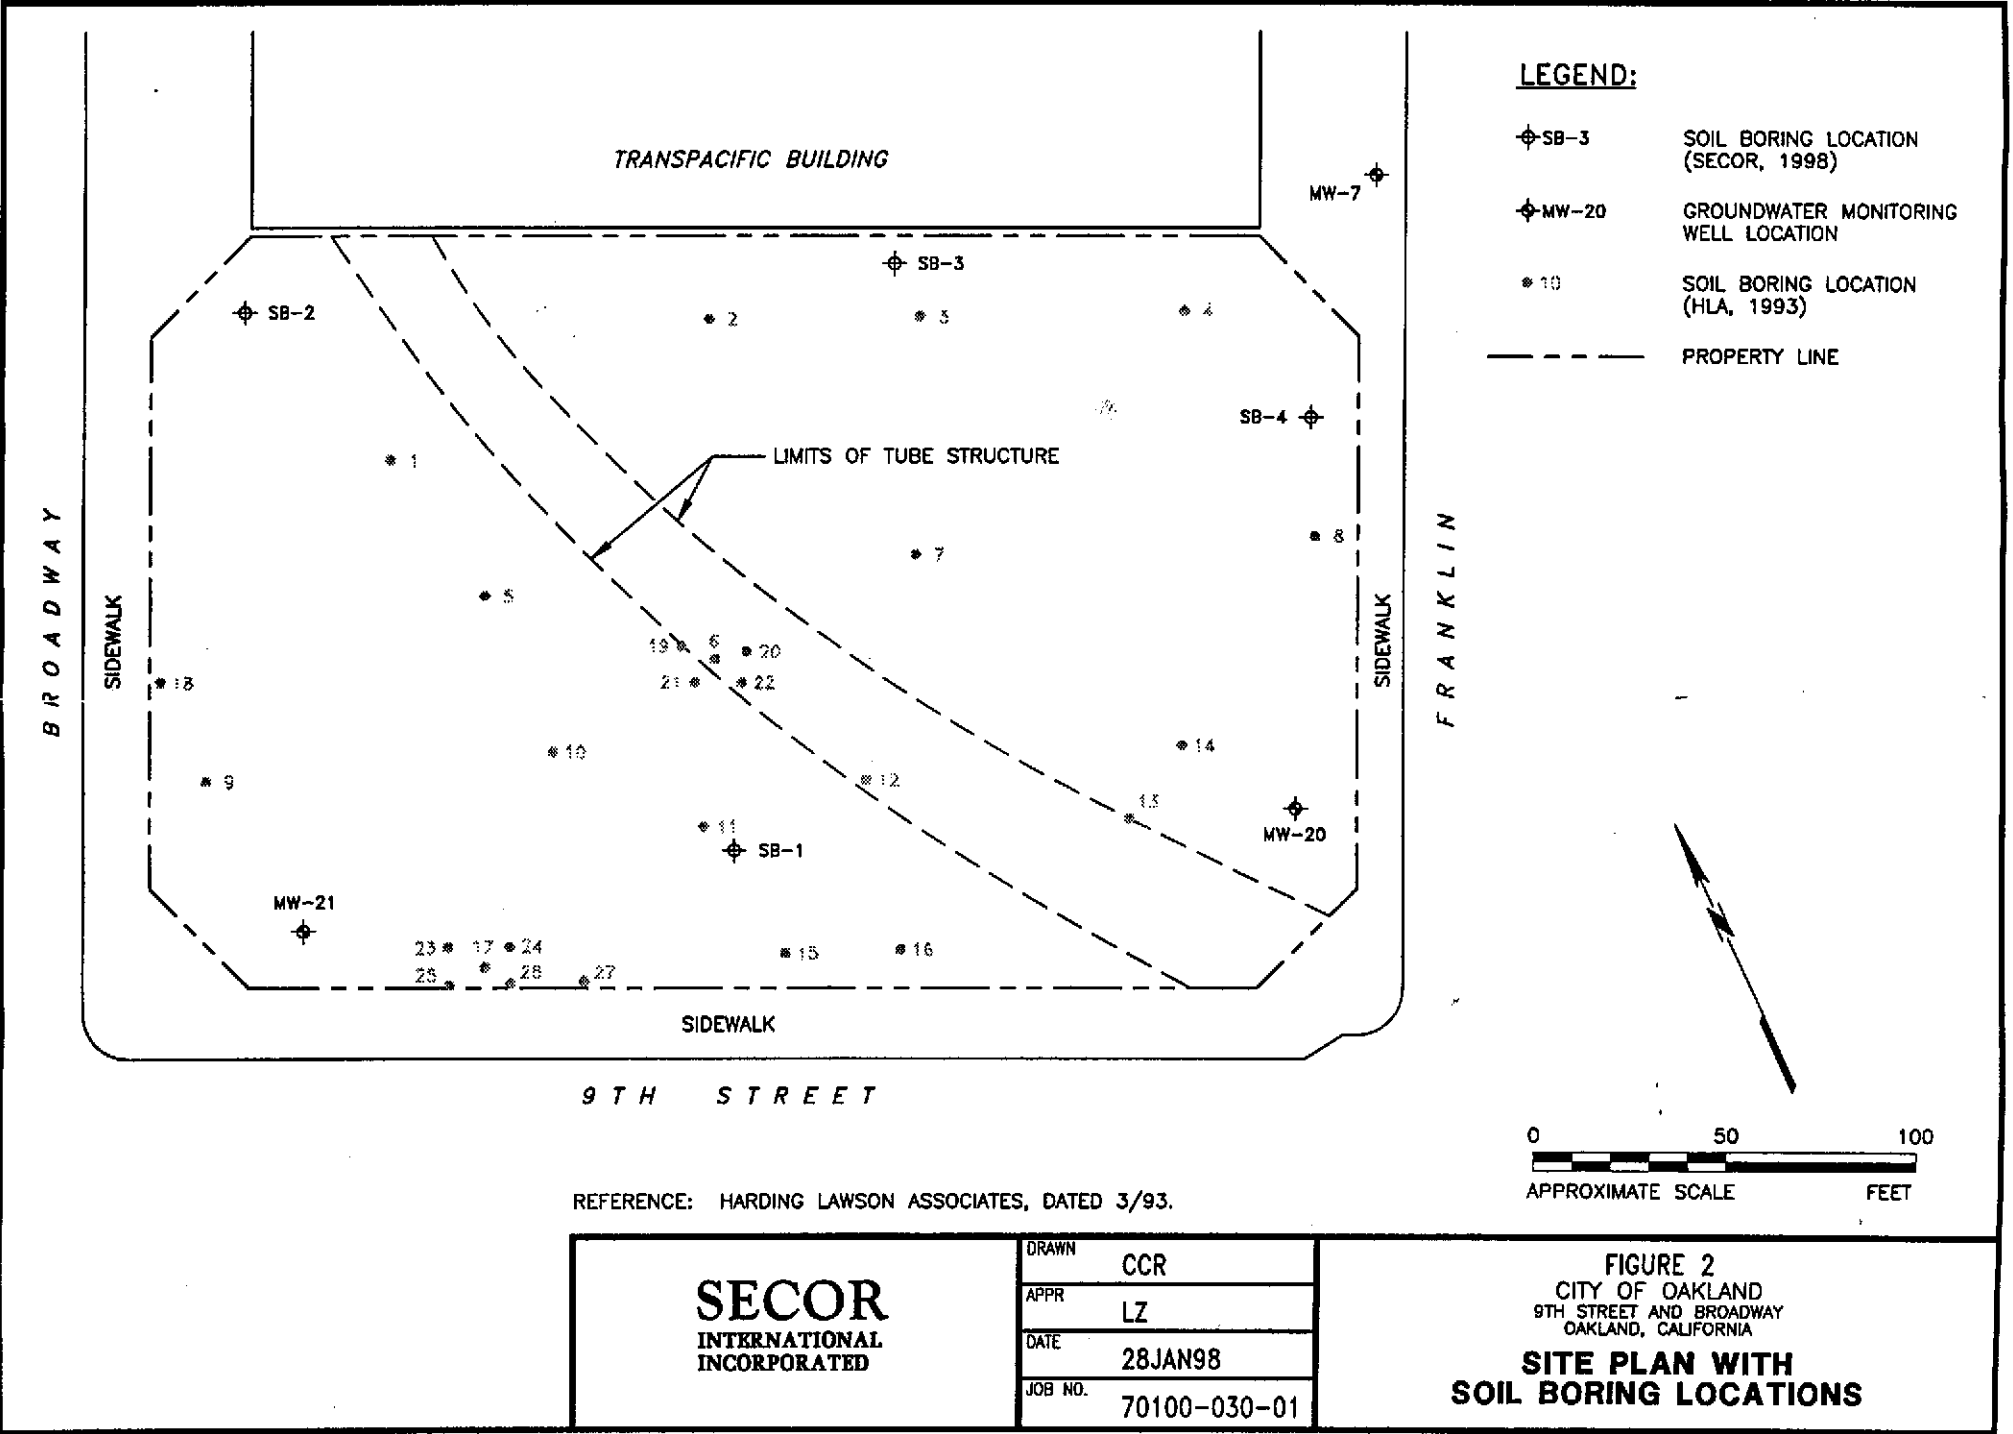 TRANSPACIFIC BUILDING
MW-7
SB-3
SB-2
2
3
4
SB-4
LIMITS OF TUBE STRUCTURE
1
8
7
5
BROADWAY
SIDEWALK
SIDEWALK
FRANKLIN
19
6
20
21
22
18
10
14
9
12
13
11
SB-1
MW-20
MW-21
23
17
24
15
16
25
28
27
SIDEWALK
9TH STREET
LEGEND:
SB-3 SOIL BORING LOCATION
(SECOR, 1998)
MW-20 GROUNDWATER MONITORING
WELL LOCATION
10 SOIL BORING LOCATION
(HLA, 1993)
PROPERTY LINE
0 50 100
APPROXIMATE SCALE FEET
REFERENCE: HARDING LAWSON ASSOCIATES, DATED 3/93.
SECOR
INTERNATIONAL
INCORPORATED
DRAWN CCR
APPR LZ
DATE 28JAN98
JOB NO. 70100-030-01
FIGURE 2
CITY OF OAKLAND
9TH STREET AND BROADWAY
OAKLAND, CALIFORNIA
SITE PLAN WITH
SOIL BORING LOCATIONS